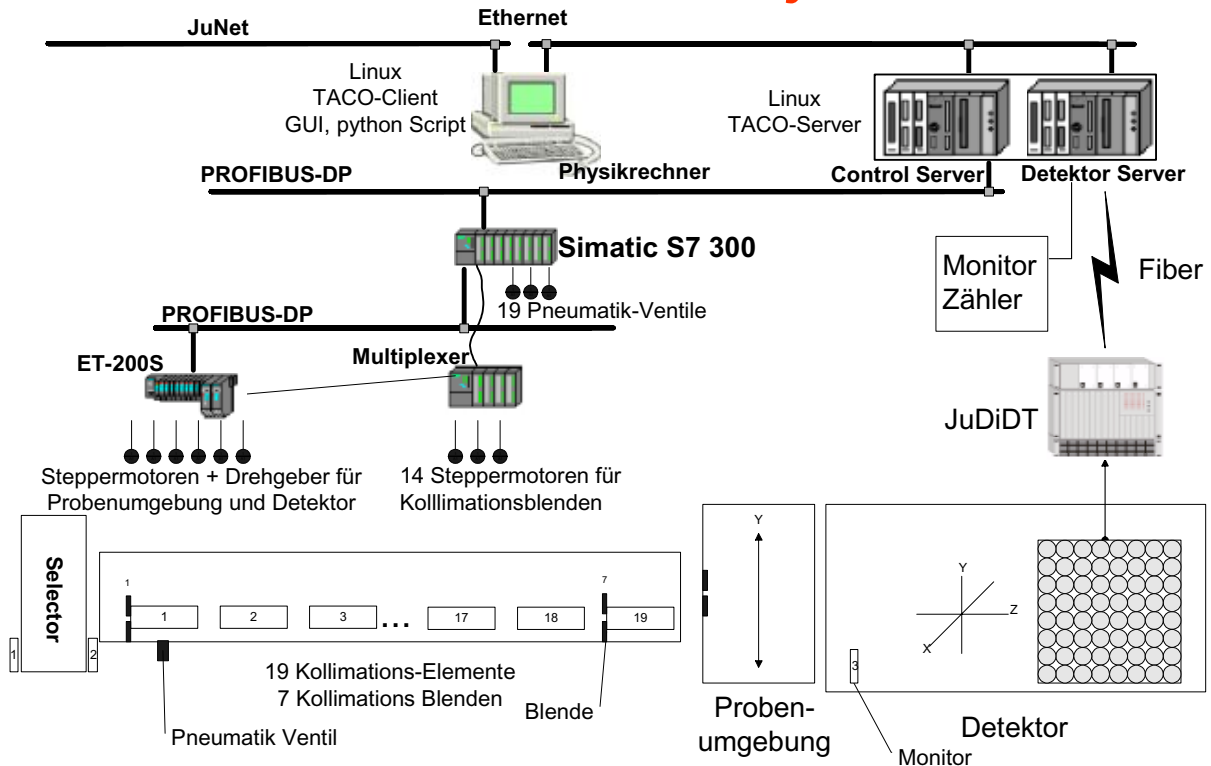 JuNet
Ethernet
Linux
TACO-Client
GUI, python Script
Linux
TACO-Server
PROFIBUS-DP
Physikrechner
Control Server
Detektor Server
Simatic S7 300
Monitor
Zähler
Fiber
19 Pneumatik-Ventile
PROFIBUS-DP
ET-200S
Multiplexer
JuDiDT
Steppermotoren + Drehgeber für
Probenumgebung und Detektor
14 Steppermotoren für
Kolllimationsblenden
Selector
1
2
1
7
1
2
3
...
17
18
19
19 Kollimations-Elemente
7 Kollimations Blenden
Blende
Pneumatik Ventil
Y
Proben-
umgebung
Y
Z
X
3
Detektor
Monitor